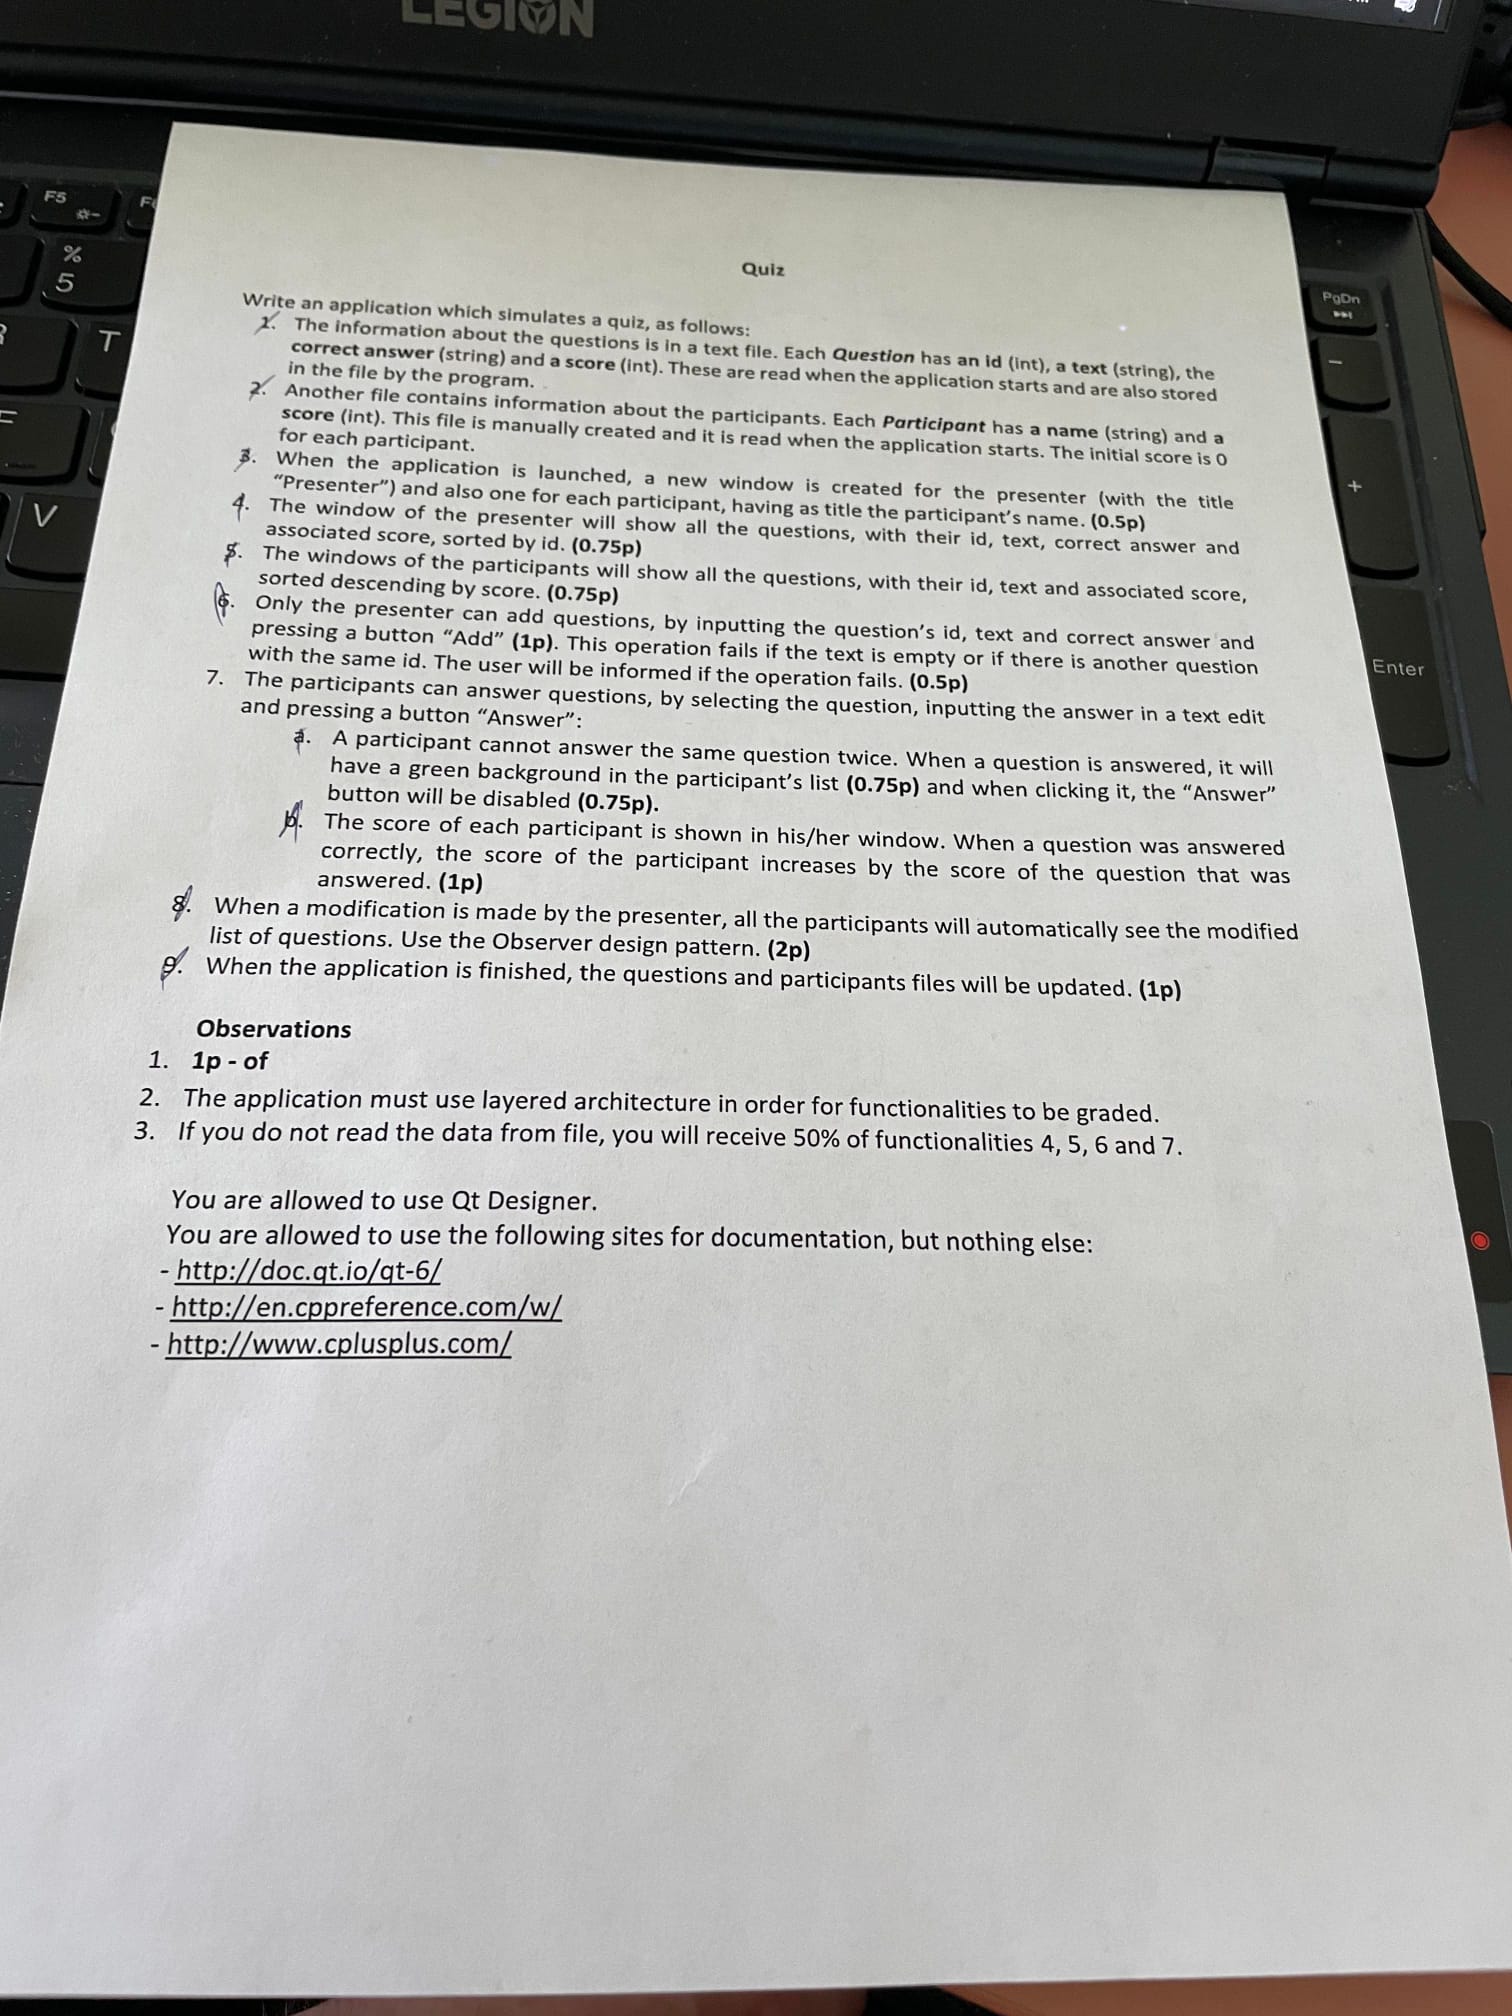 LEGION
F5
%
5
T
V
PgDn
-
+
Enter
Quiz
Write an application which simulates a quiz, as follows:
1. The information about the questions is in a text file. Each Question has an id (int), a text (string), the
correct answer (string) and a score (int). These are read when the application starts and are also stored
in the file by the program.
2. Another file contains information about the participants. Each Participant has a name (string) and a
score (int). This file is manually created and it is read when the application starts. The initial score is 0
for each participant.
3. When the application is launched, a new window is created for the presenter (with the title
“Presenter”) and also one for each participant, having as title the participant’s name. (0.5p)
4. The window of the presenter will show all the questions, with their id, text, correct answer and
associated score, sorted by id. (0.75p)
5. The windows of the participants will show all the questions, with their id, text and associated score,
sorted descending by score. (0.75p)
6. Only the presenter can add questions, by inputting the question’s id, text and correct answer and
pressing a button “Add” (1p). This operation fails if the text is empty or if there is another question
with the same id. The user will be informed if the operation fails. (0.5p)
7. The participants can answer questions, by selecting the question, inputting the answer in a text edit
and pressing a button “Answer”:
a. A participant cannot answer the same question twice. When a question is answered, it will
have a green background in the participant’s list (0.75p) and when clicking it, the “Answer”
button will be disabled (0.75p).
b. The score of each participant is shown in his/her window. When a question was answered
correctly, the score of the participant increases by the score of the question that was
answered. (1p)
8. When a modification is made by the presenter, all the participants will automatically see the modified
list of questions. Use the Observer design pattern. (2p)
9. When the application is finished, the questions and participants files will be updated. (1p)
Observations
1. 1p - of
2. The application must use layered architecture in order for functionalities to be graded.
3. If you do not read the data from file, you will receive 50% of functionalities 4, 5, 6 and 7.
You are allowed to use Qt Designer.
You are allowed to use the following sites for documentation, but nothing else:
- http://doc.qt.io/qt-6/
- http://en.cppreference.com/w/
- http://www.cplusplus.com/